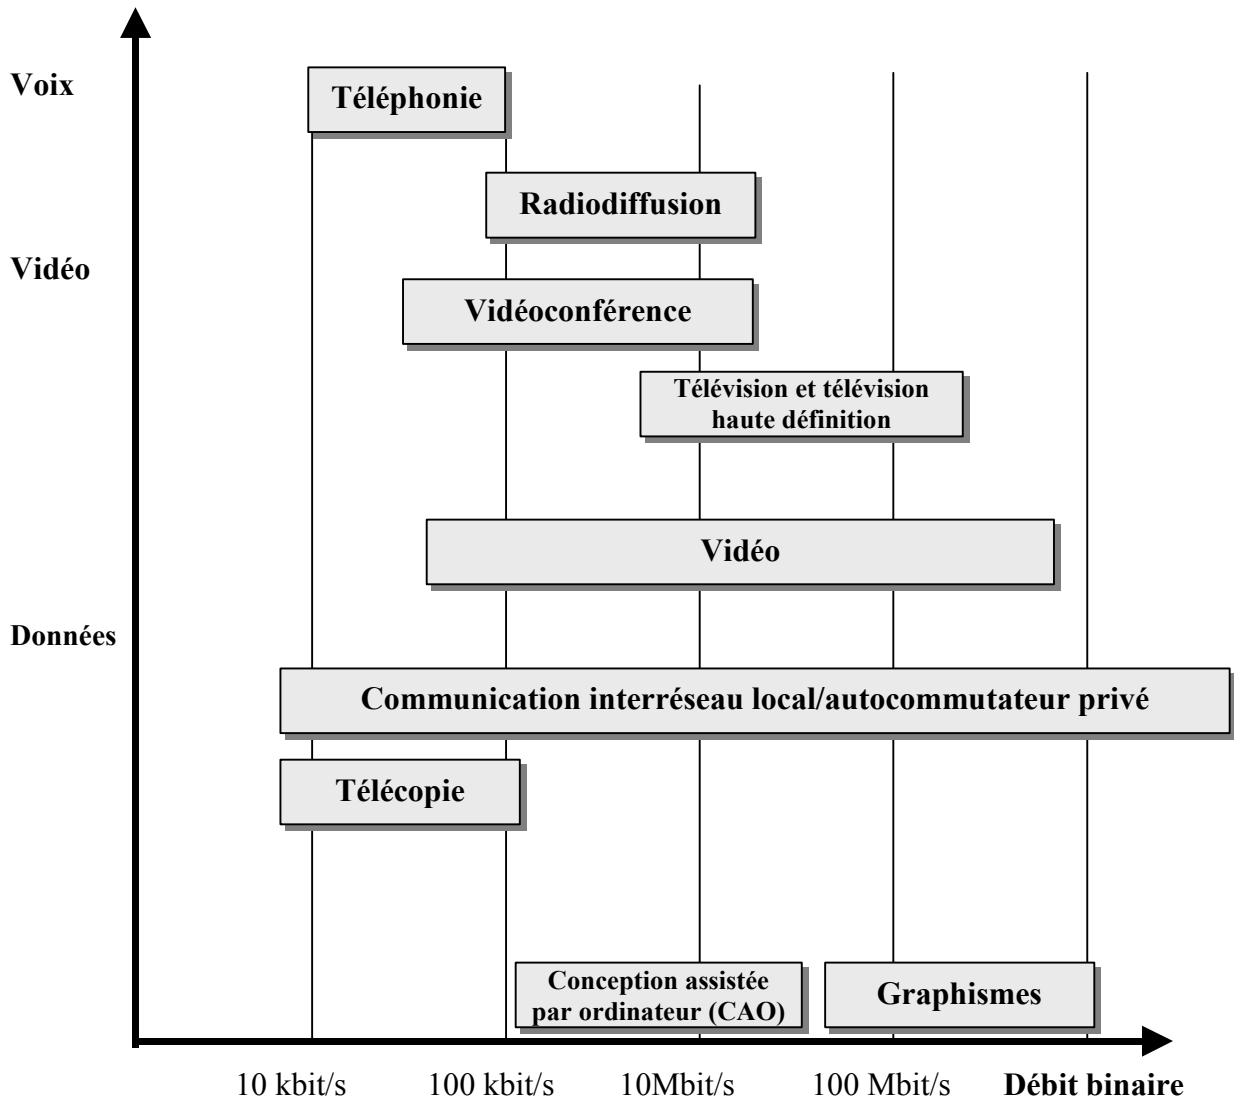 Voix
Téléphonie
Radiodiffusion
Vidéo
Vidéoconférence
Télévision et télévision
haute définition
Vidéo
Données
Communication interréseau local/autocommutateur privé
Télécopie
Conception assistée
par ordinateur (CAO)
Graphismes
10 kbit/s 100 kbit/s 10Mbit/s 100 Mbit/s Débit binaire